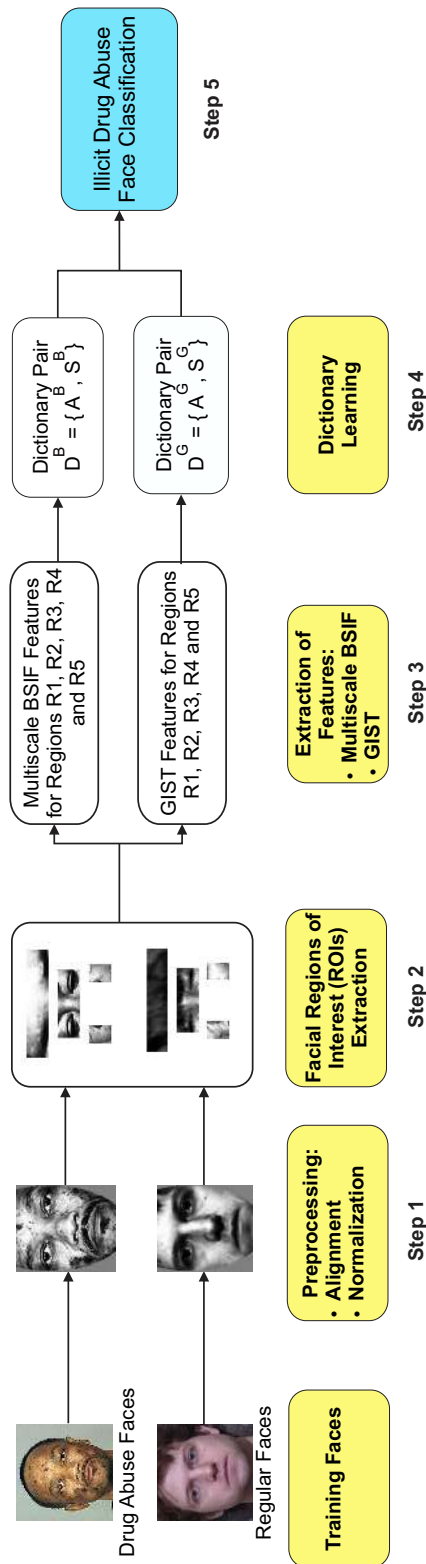 Drug Abuse Faces
Regular Faces
Training Faces
Preprocessing:
• Alignment
• Normalization
Step 1
Facial Regions of
Interest (ROIs)
Extraction
Step 2
Multiscale BSIF Features
for Regions R1, R2, R3, R4
and R5
GIST Features for Regions
R1, R2, R3, R4 and R5
Extraction of
Features:
• Multiscale BSIF
• GIST
Step 3
Dictionary Pair
D^B = { A^B , S^B }
Dictionary Pair
D^G = { A^G , S^G }
Dictionary
Learning
Step 4
Illicit Drug Abuse
Face Classification
Step 5